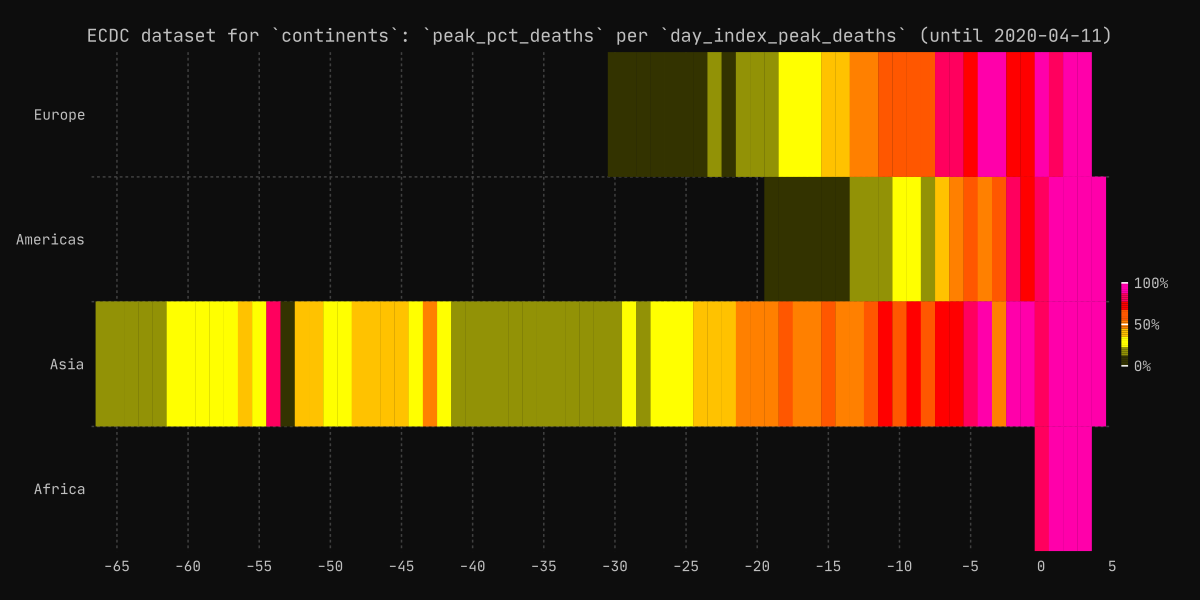 ECDC dataset for `continents`: `peak_pct_deaths` per `day_index_peak_deaths` (until 2020-04-11)
Europe
Americas
Asia
Africa
100%
50%
0%
-65 -60 -55 -50 -45 -40 -35 -30 -25 -20 -15 -10 -5 0 5